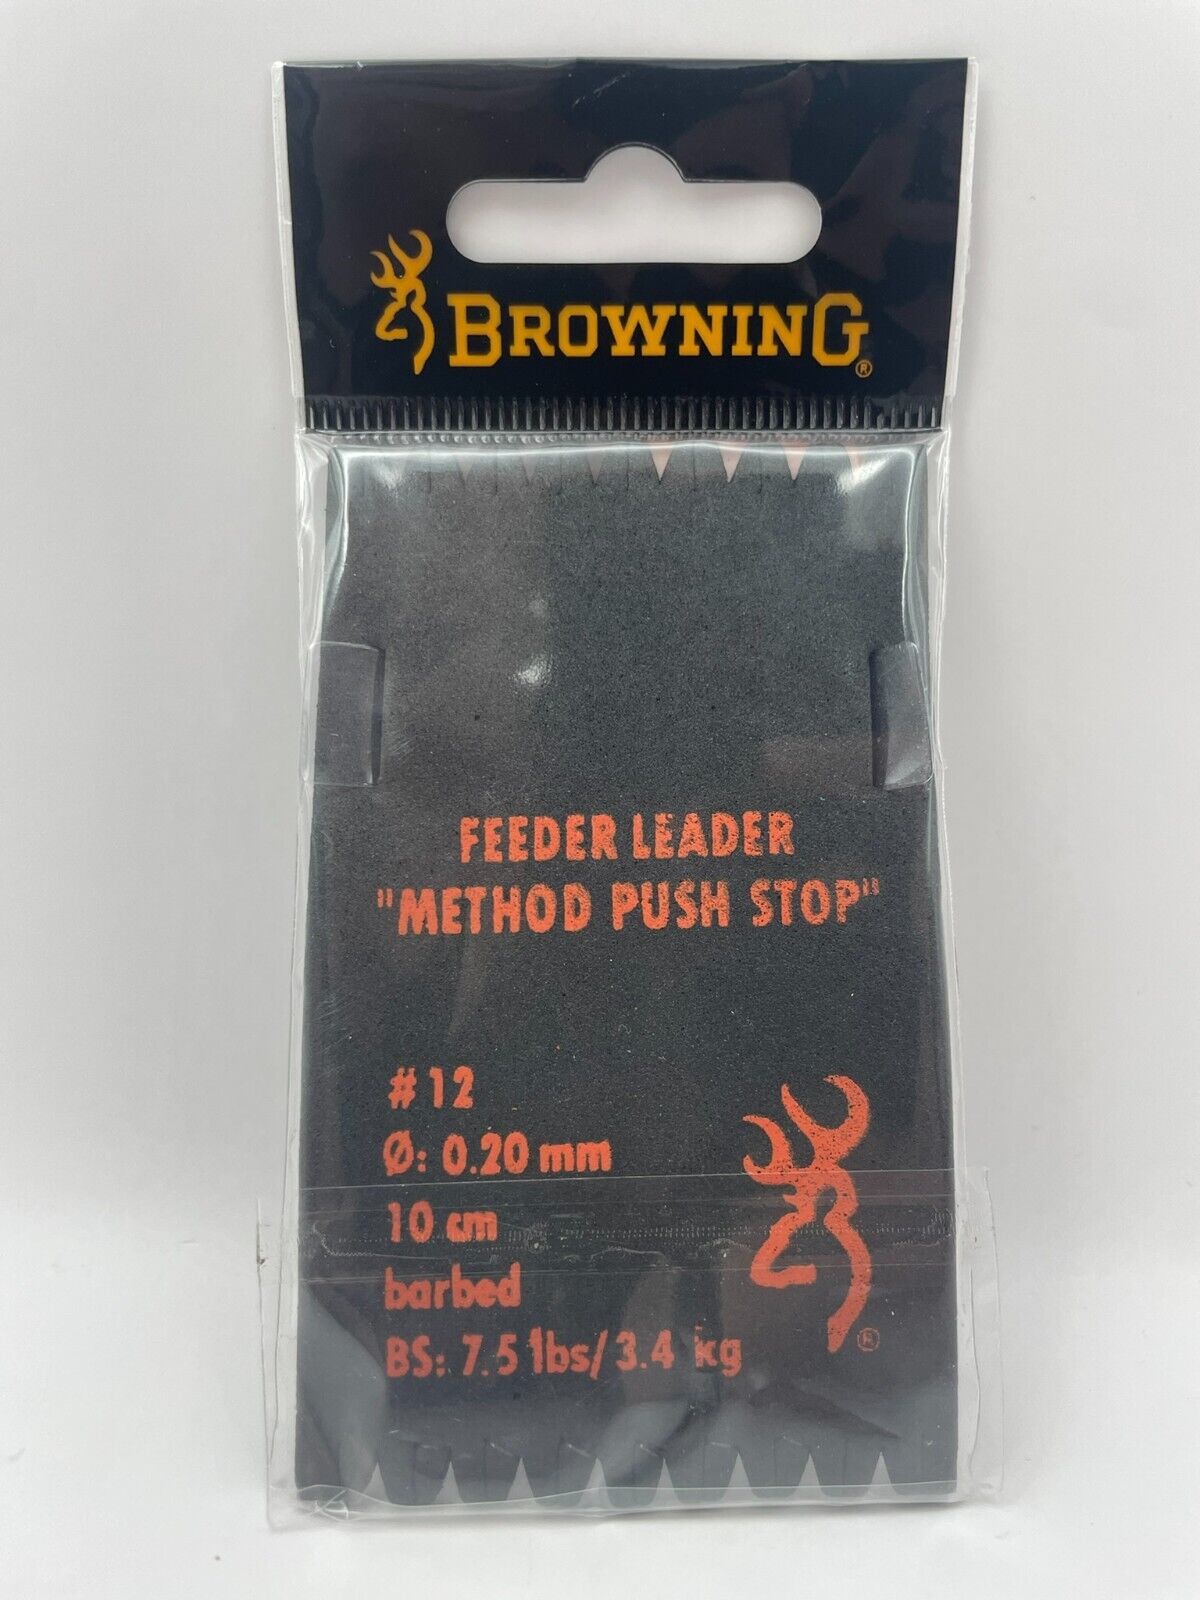 BROWNING®
FEEDER LEADER
"METHOD PUSH STOP"
#12
Ø: 0.20 mm
10 cm
barbed
BS: 7.5 lbs/3.4 kg
®